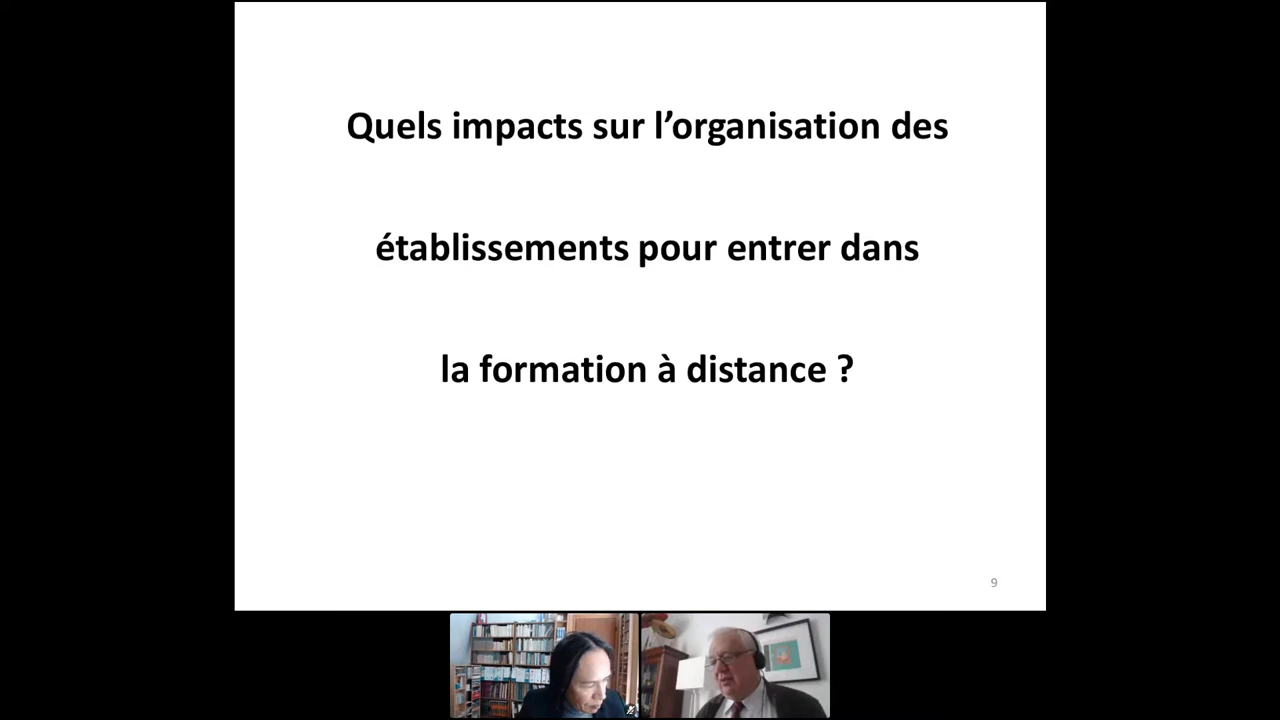 Quels impacts sur l’organisation des
établissements pour entrer dans
la formation à distance ?
9